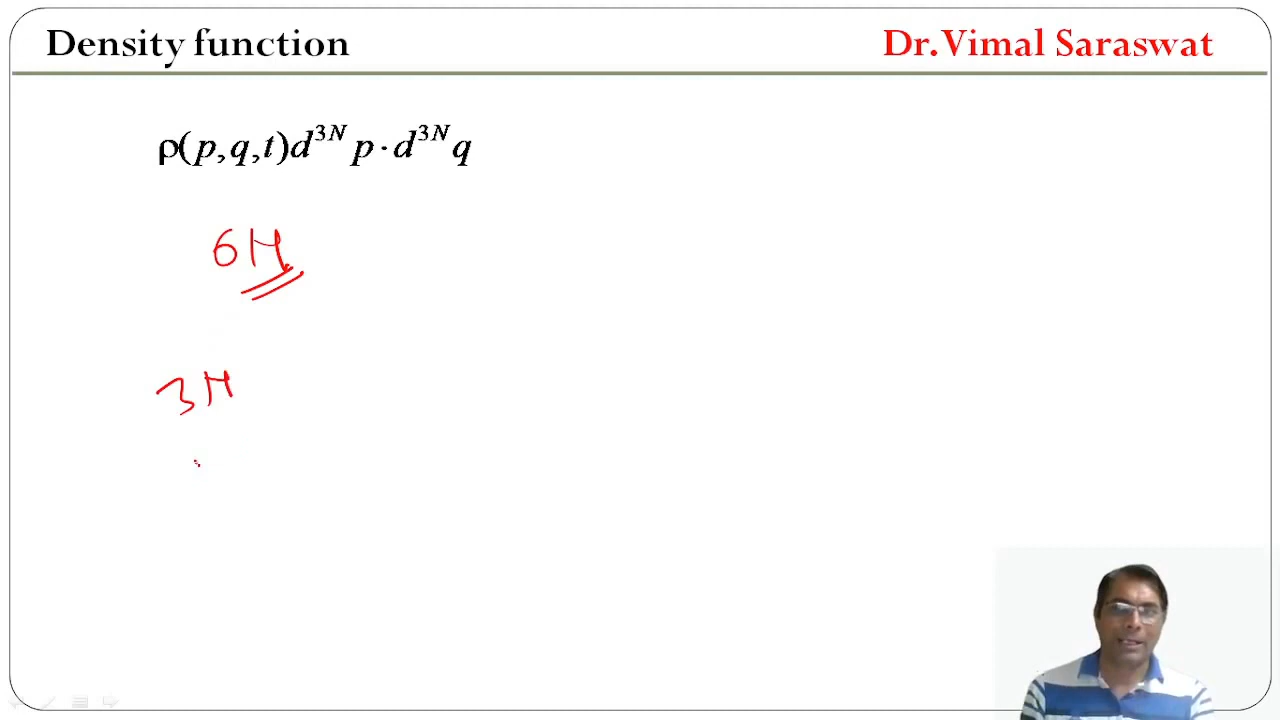 Density function
Dr.Vimal Saraswat
ρ(p,q,t)d^{3N} p·d^{3N} q
6N
3N